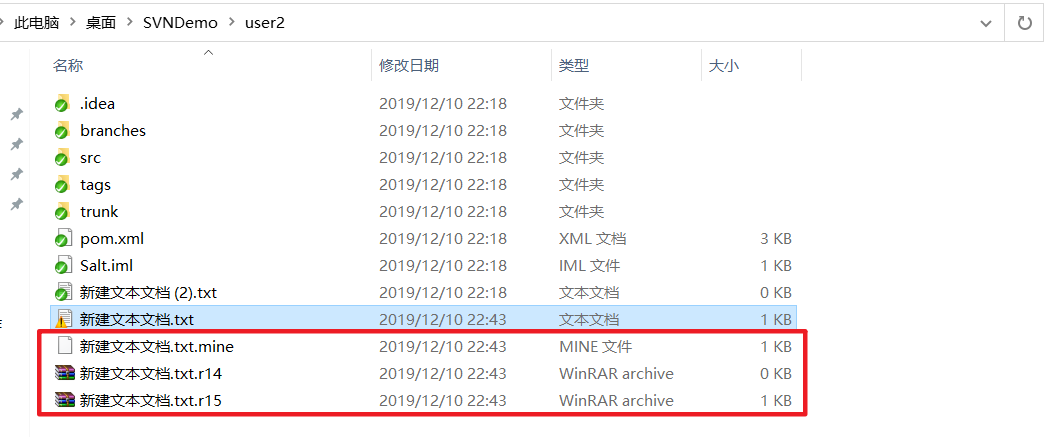 此电脑 > 桌面 > SVNDemo > user2
名称 修改日期 类型 大小
.idea 2019/12/10 22:18 文件夹
branches 2019/12/10 22:18 文件夹
src 2019/12/10 22:18 文件夹
tags 2019/12/10 22:18 文件夹
trunk 2019/12/10 22:18 文件夹
pom.xml 2019/12/10 22:18 XML 文档 3 KB
Salt.iml 2019/12/10 22:18 IML 文件 1 KB
新建文本文档 (2).txt 2019/12/10 22:18 文本文档 0 KB
新建文本文档.txt 2019/12/10 22:43 文本文档 1 KB
新建文本文档.txt.mine 2019/12/10 22:43 MINE 文件 1 KB
新建文本文档.txt.r14 2019/12/10 22:43 WinRAR archive 0 KB
新建文本文档.txt.r15 2019/12/10 22:43 WinRAR archive 1 KB